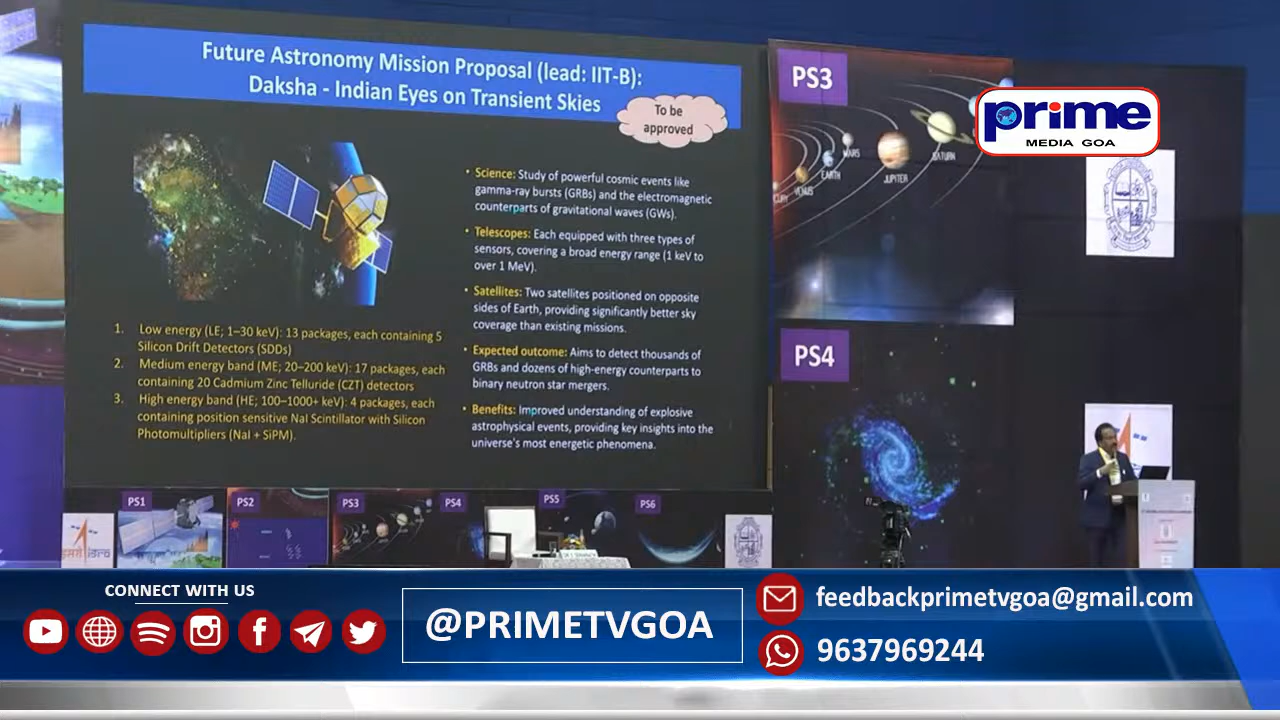 Future Astronomy Mission Proposal (lead: IIT-B):
Daksha - Indian Eyes on Transient Skies
To be
approved
• Science: Study of powerful cosmic events like
gamma-ray bursts (GRBs) and the electromagnetic
counterparts of gravitational waves (GWs).
• Telescopes: Each equipped with three types of
sensors, covering a broad energy range (1 keV to
over 1 MeV).
• Satellites: Two satellites positioned on opposite
sides of Earth, providing significantly better sky
coverage than existing missions.
• Expected outcome: Aims to detect thousands of
GRBs and dozens of high-energy counterparts to
binary neutron star mergers.
• Benefits: Improved understanding of explosive
astrophysical events, providing key insights into the
universe's most energetic phenomena.
1. Low energy (LE; 1–30 keV): 13 packages, each containing 5
Silicon Drift Detectors (SDDs)
2. Medium energy band (ME; 20–200 keV): 17 packages, each
containing 20 Cadmium Zinc Telluride (CZT) detectors
3. High energy band (HE; 100–1000+ keV): 4 packages, each
containing position sensitive NaI Scintillator with Silicon
Photomultipliers (NaI + SiPM).
PS3
MARS
EARTH
VENUS
JUPITER
SATURN
prime
MEDIA GOA
PS4
PS1
PS2
PS3
PS4
PS5
PS6
isro
CONNECT WITH US
@PRIMETVGOA
feedbackprimetvgoa@gmail.com
9637969244